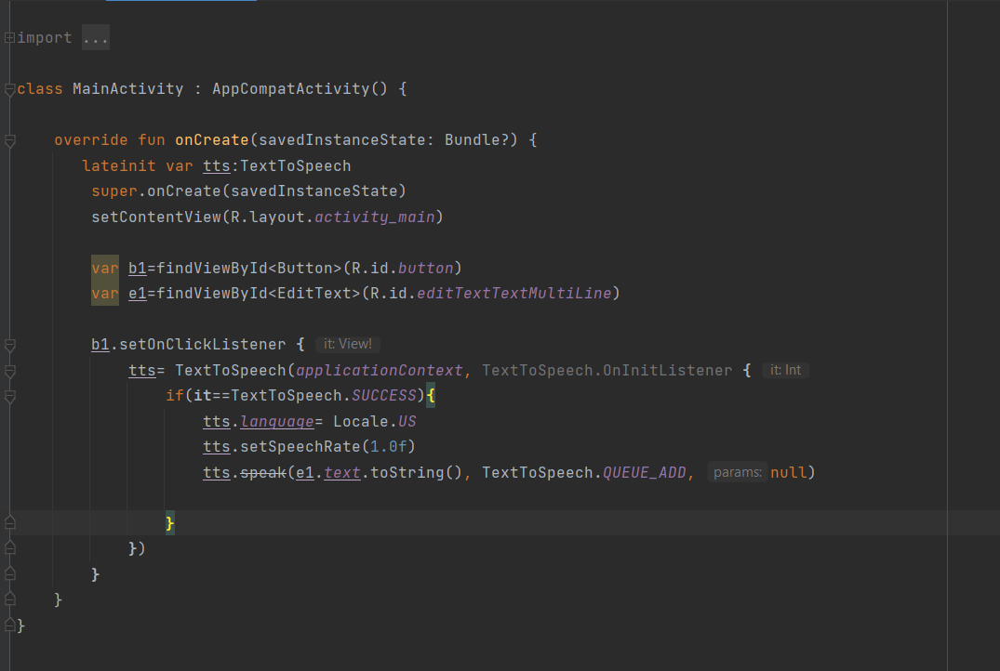 import ...
class MainActivity : AppCompatActivity() {
override fun onCreate(savedInstanceState: Bundle?) {
lateinit var tts:TextToSpeech
super.onCreate(savedInstanceState)
setContentView(R.layout.activity_main)
var b1=findViewById<Button>(R.id.button)
var e1=findViewById<EditText>(R.id.editTextTextMultiLine)
b1.setOnClickListener { it: View!
tts= TextToSpeech(applicationContext, TextToSpeech.OnInitListener { it: Int
if(it==TextToSpeech.SUCCESS){
tts.language= Locale.US
tts.setSpeechRate(1.0f)
tts.speak(e1.text.toString(), TextToSpeech.QUEUE_ADD, params: null)
}
})
}
}
}